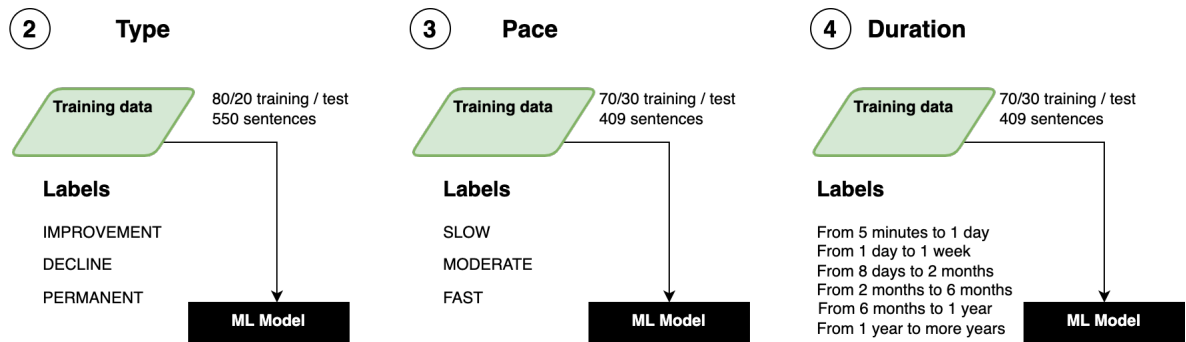 2 Type
Training data
80/20 training / test
550 sentences
Labels
IMPROVEMENT
DECLINE
PERMANENT
ML Model
3 Pace
Training data
70/30 training / test
409 sentences
Labels
SLOW
MODERATE
FAST
ML Model
4 Duration
Training data
70/30 training / test
409 sentences
Labels
From 5 minutes to 1 day
From 1 day to 1 week
From 8 days to 2 months
From 2 months to 6 months
From 6 months to 1 year
From 1 year to more years
ML Model